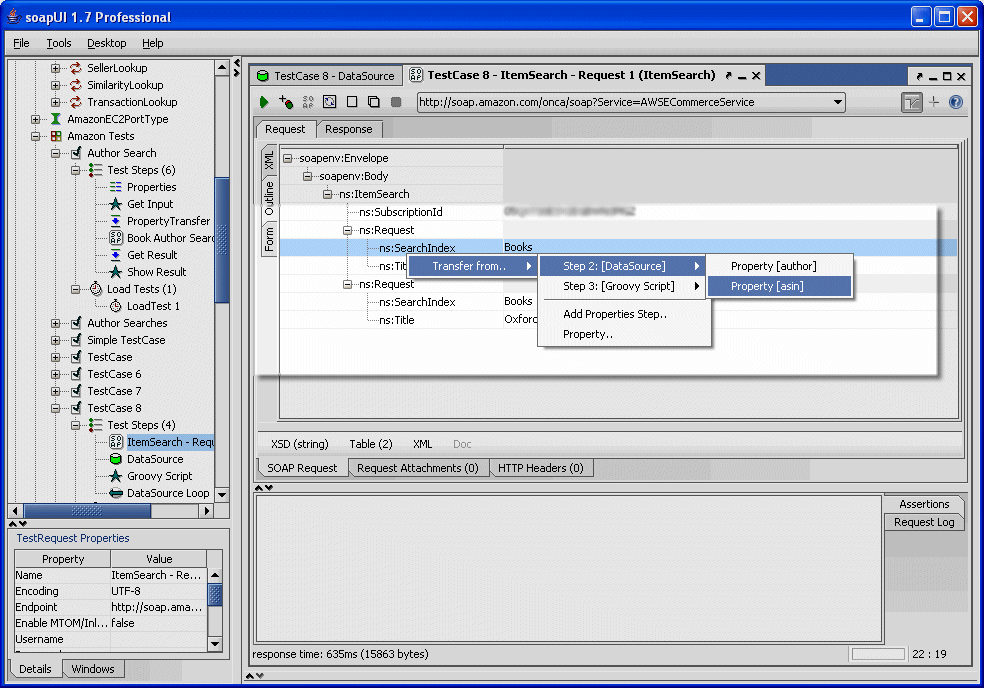 soapUI 1.7 Professional
File Tools Desktop Help
SellerLookup
SimilarityLookup
TransactionLookup
AmazonEC2PortType
Amazon Tests
Author Search
Test Steps (6)
Properties
Get Input
PropertyTransfer
Book Author Sear
Get Result
Show Result
Load Tests (1)
LoadTest 1
Author Searches
Simple TestCase
TestCase
TestCase 6
TestCase 7
TestCase 8
Test Steps (4)
ItemSearch - Requ
DataSource
Groovy Script
DataSource Loop
TestRequest Properties
Property Value
Name ItemSearch - Re...
Encoding UTF-8
Endpoint http://soap.ama...
Enable MTOM/Inl... false
Username
Details Windows
TestCase 8 - DataSource
TestCase 8 - ItemSearch - Request 1 (ItemSearch)
http://soap.amazon.com/onca/soap?Service=AWSECommerceService
Request Response
XML
Outline
Form
soapenv:Envelope
soapenv:Body
ns:ItemSearch
ns:SubscriptionId
ns:Request
ns:SearchIndex Books
ns:Tit
ns:Request
ns:SearchIndex Books
ns:Title Oxford
Transfer from..
Step 2: [DataSource]
Step 3: [Groovy Script]
Add Properties Step..
Property..
Property [author]
Property [asin]
XSD (string) Table (2) XML Doc
SOAP Request Request Attachments (0) HTTP Headers (0)
Assertions
Request Log
response time: 635ms (15863 bytes)
22 : 19